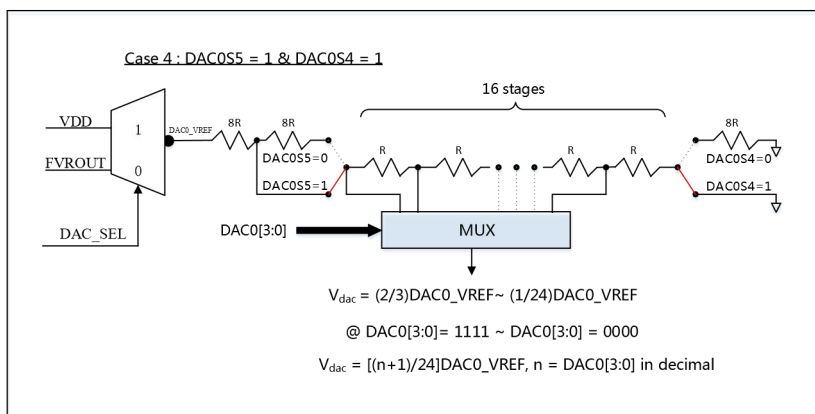 Case 4 : DAC0S5 = 1 & DAC0S4 = 1
16 stages
VDD
1
DAC0_VREF
8R
8R
R
R
R
R
8R
FVROUT
0
DAC0S5=0
DAC0S5=1
DAC0S4=0
DAC0S4=1
DAC_SEL
DAC0[3:0]
MUX
Vdac = (2/3)DAC0_VREF~ (1/24)DAC0_VREF
@ DAC0[3:0]= 1111 ~ DAC0[3:0] = 0000
Vdac = [(n+1)/24]DAC0_VREF, n = DAC0[3:0] in decimal